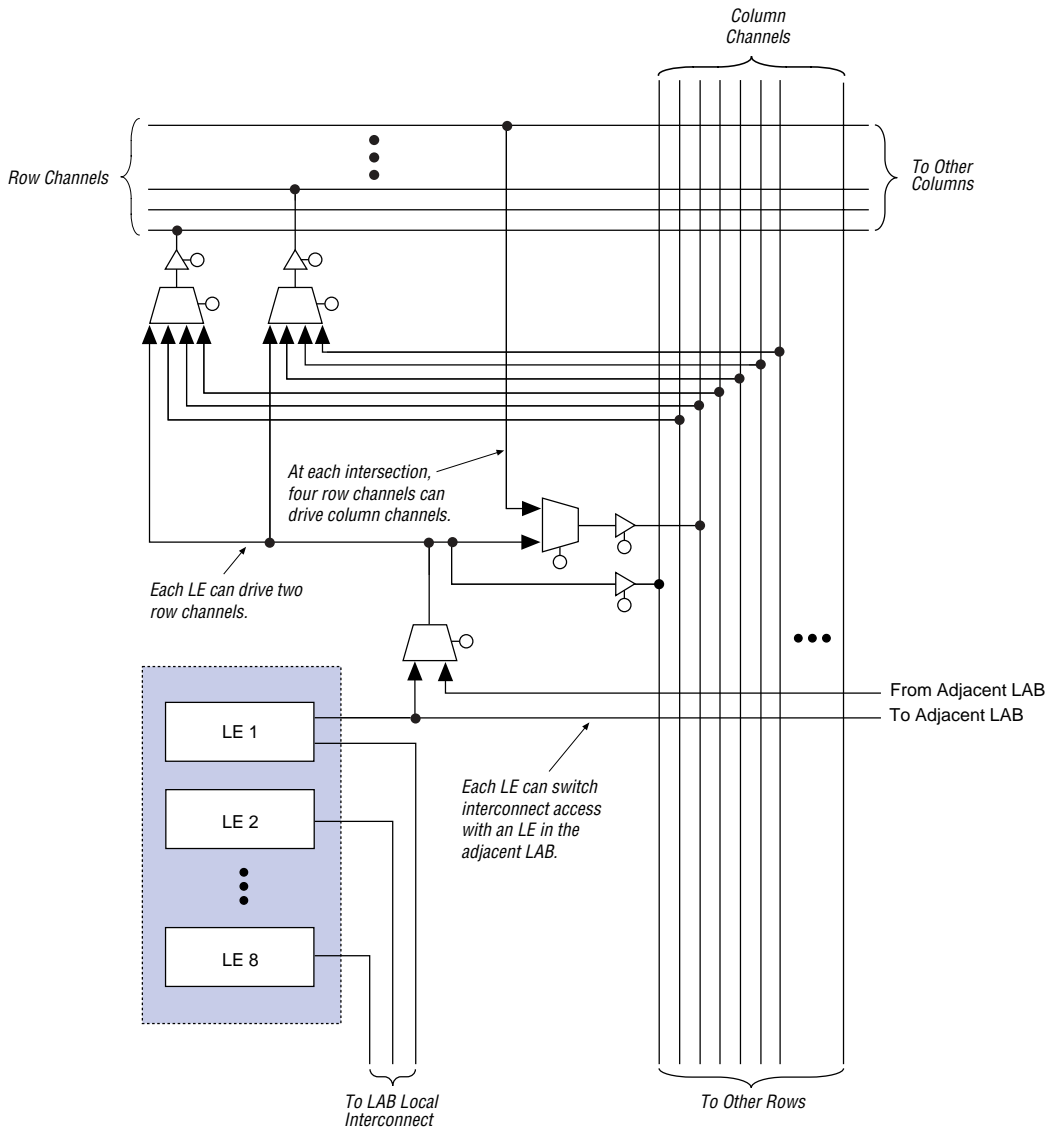 Column
Channels
Row Channels
To Other
Columns
At each intersection,
four row channels can
drive column channels.
Each LE can drive two
row channels.
From Adjacent LAB
To Adjacent LAB
LE 1
Each LE can switch
interconnect access
with an LE in the
adjacent LAB.
LE 2
LE 8
To LAB Local
Interconnect
To Other Rows